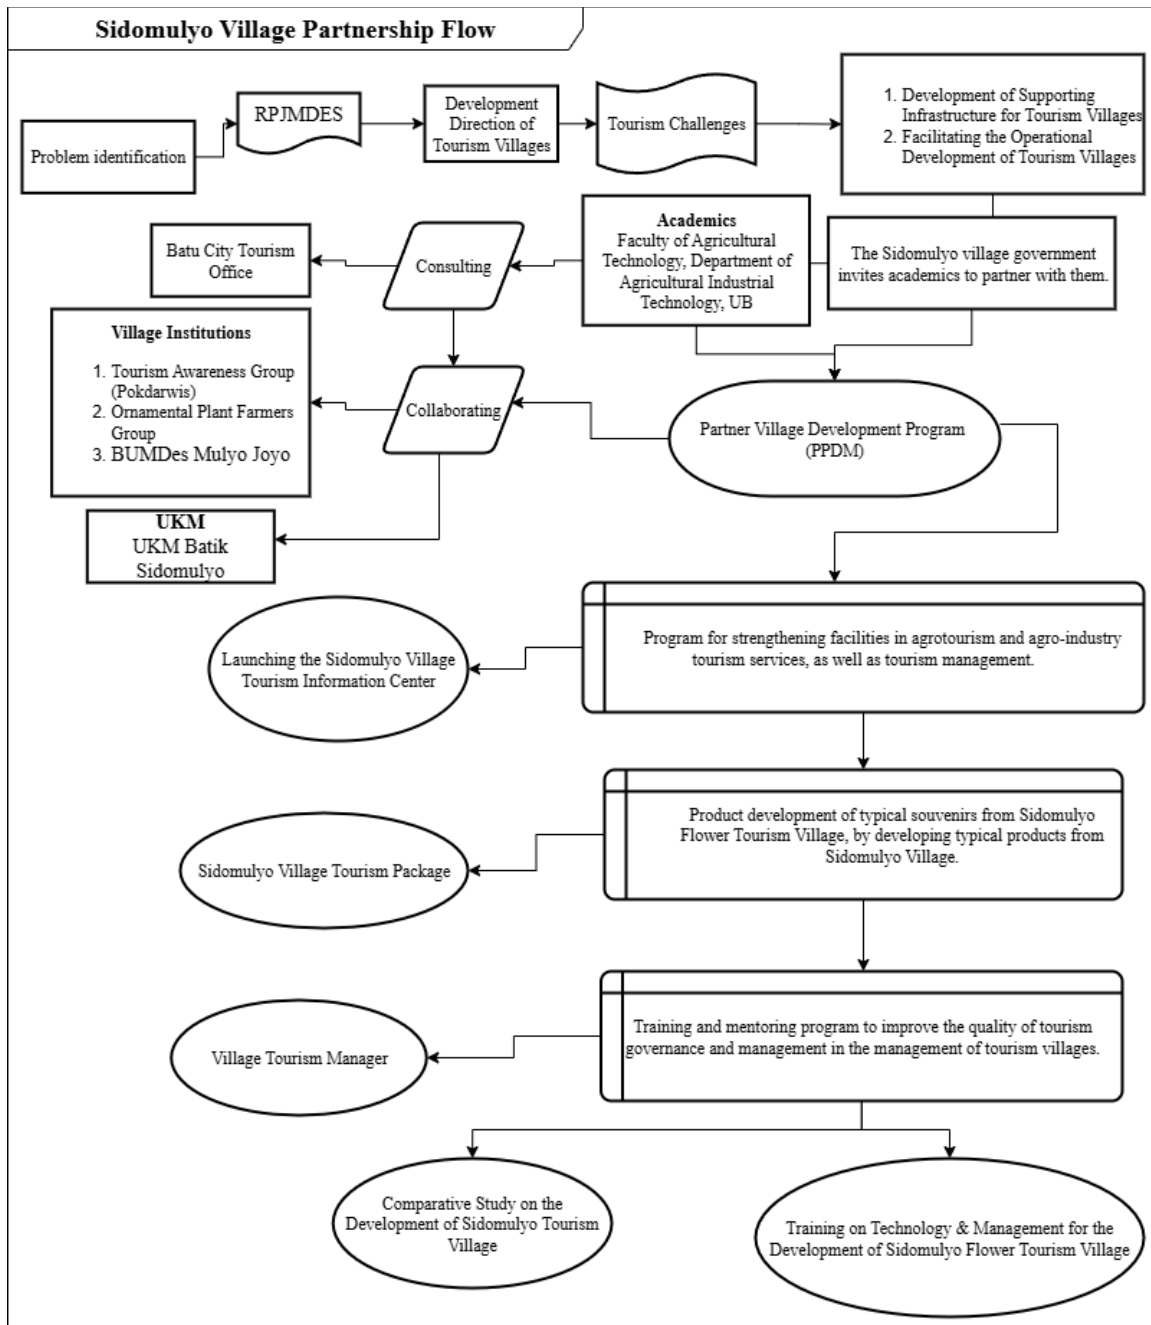 Sidomulyo Village Partnership Flow
Problem identification
RPJMDES
Development
Direction of
Tourism Villages
Tourism Challenges
1. Development of Supporting
Infrastructure for Tourism Villages
2. Facilitating the Operational
Development of Tourism Villages
Batu City Tourism
Office
Consulting
Academics
Faculty of Agricultural
Technology, Department of
Agricultural Industrial
Technology, UB
The Sidomulyo village government
invites academics to partner with them.
Village Institutions
1. Tourism Awareness Group
(Pokdarwis)
2. Ornamental Plant Farmers
Group
3. BUMDes Mulyo Joyo
Collaborating
Partner Village Development Program
(PPDM)
UKM
UKM Batik
Sidomulyo
Launching the Sidomulyo Village
Tourism Information Center
Program for strengthening facilities in agrotourism and agro-industry
tourism services, as well as tourism management.
Sidomulyo Village Tourism Package
Product development of typical souvenirs from Sidomulyo
Flower Tourism Village, by developing typical products from
Sidomulyo Village.
Village Tourism Manager
Training and mentoring program to improve the quality of tourism
governance and management in the management of tourism villages.
Comparative Study on the
Development of Sidomulyo Tourism
Village
Training on Technology & Management for the
Development of Sidomulyo Flower Tourism Village